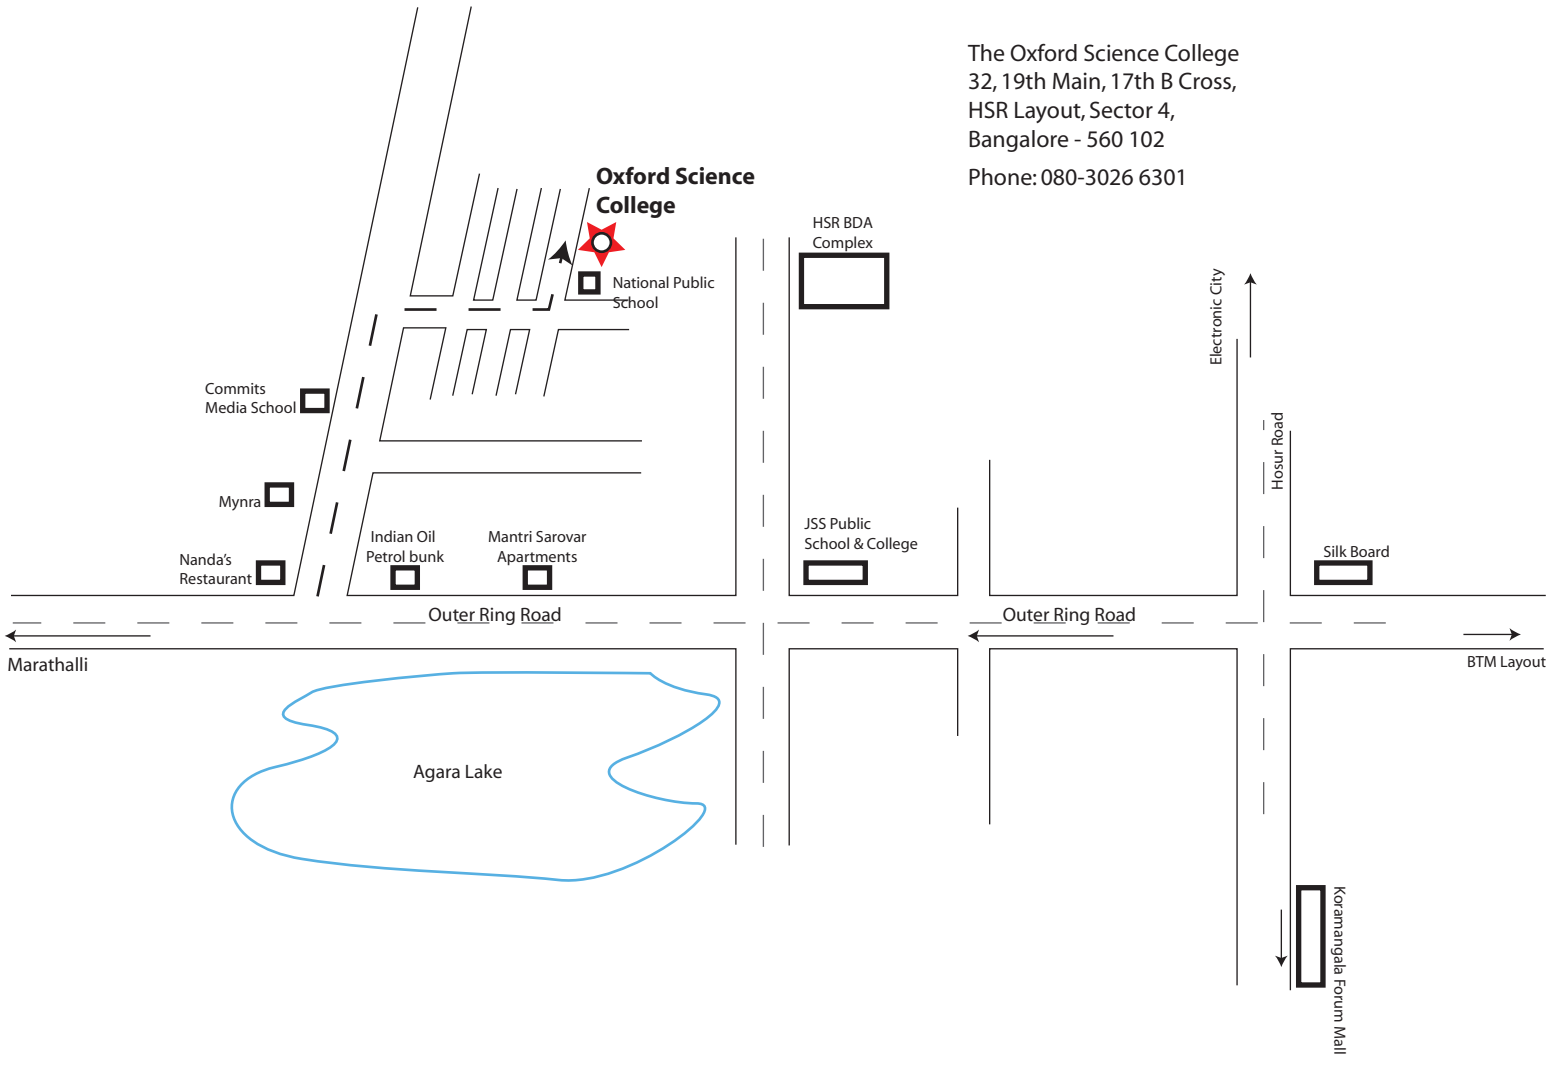 The Oxford Science College
32, 19th Main, 17th B Cross,
HSR Layout, Sector 4,
Bangalore - 560 102
Phone: 080-3026 6301
Oxford Science
College
HSR BDA
Complex
National Public
School
Electronic City
Commits
Media School
Hosur Road
Mynra
JSS Public
School & College
Indian Oil
Petrol bunk
Mantri Sarovar
Apartments
Nanda's
Restaurant
Silk Board
Outer Ring Road
Outer Ring Road
Marathalli
BTM Layout
Agara Lake
Koramangala Forum Mall